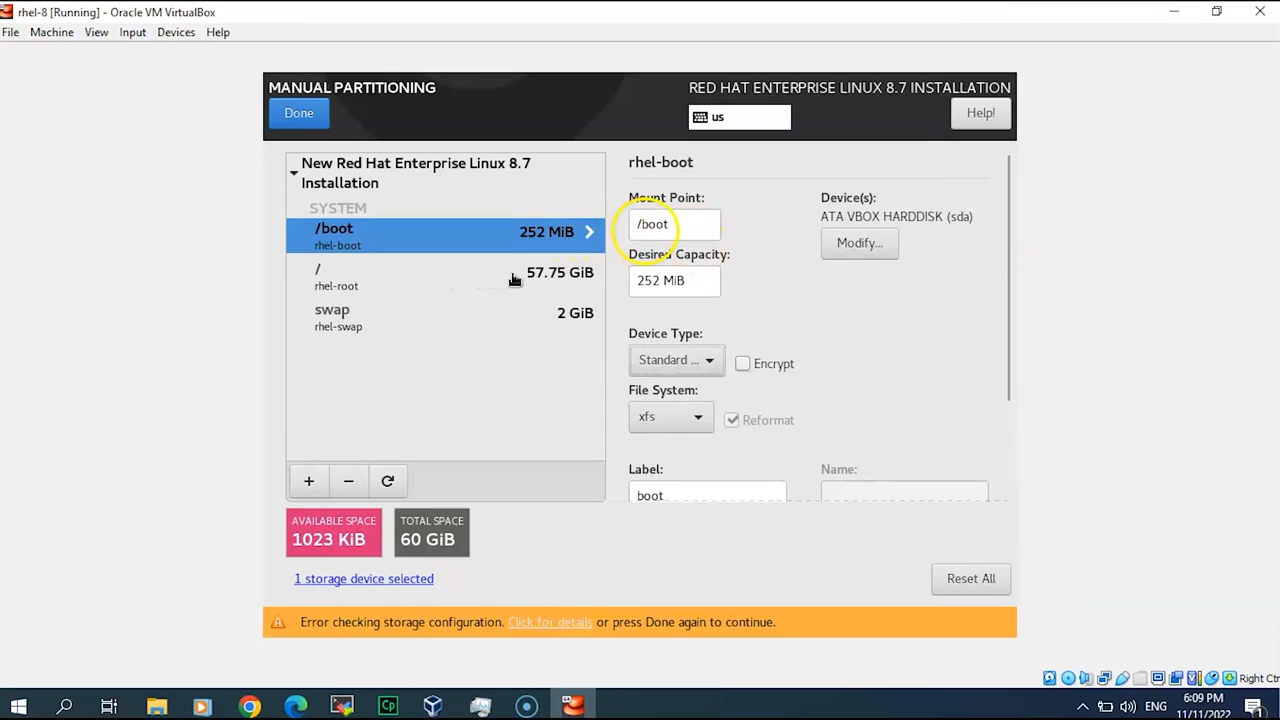 rhel-8 [Running] - Oracle VM VirtualBox
File Machine View Input Devices Help
MANUAL PARTITIONING
Done
RED HAT ENTERPRISE LINUX 8.7 INSTALLATION
us
Help!
New Red Hat Enterprise Linux 8.7
Installation
SYSTEM
/boot
rhel-boot
252 MiB
/
rhel-root
57.75 GiB
swap
rhel-swap
2 GiB
+ −
AVAILABLE SPACE
1023 KiB
TOTAL SPACE
60 GiB
1 storage device selected
rhel-boot
Mount Point:
/boot
Desired Capacity:
252 MiB
Device(s):
ATA VBOX HARDDISK (sda)
Modify...
Device Type:
Standard ...
Encrypt
File System:
xfs
Reformat
Label:
boot
Name:
Reset All
Error checking storage configuration. Click for details or press Done again to continue.
Right Ctrl
Cp
ENG
6:09 PM
11/11/2022
1